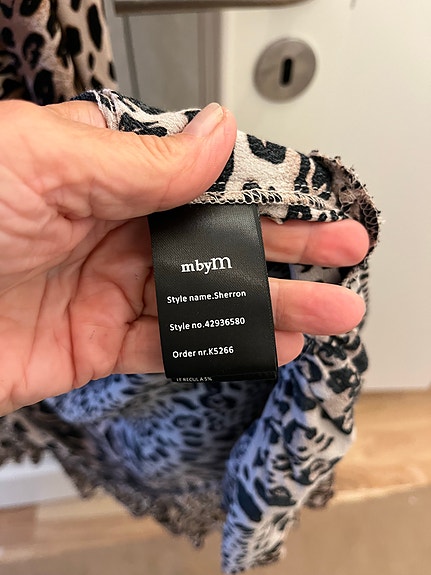 mbyM
Style name.Sherron
Style no.42936580
Order nr.K5266